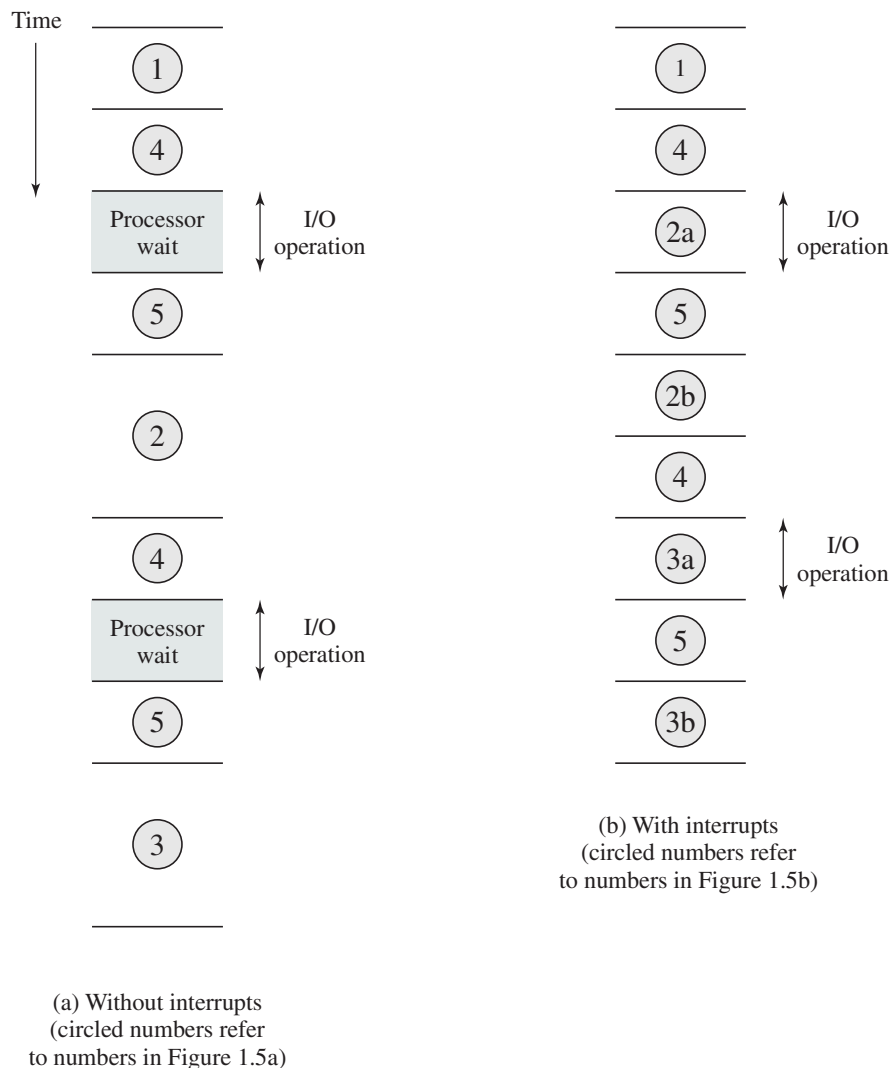 Time
1
4
Processor
wait
I/O
operation
5
2
4
Processor
wait
I/O
operation
5
3
(a) Without interrupts
(circled numbers refer
to numbers in Figure 1.5a)
1
4
2a
I/O
operation
5
2b
4
3a
I/O
operation
5
3b
(b) With interrupts
(circled numbers refer
to numbers in Figure 1.5b)